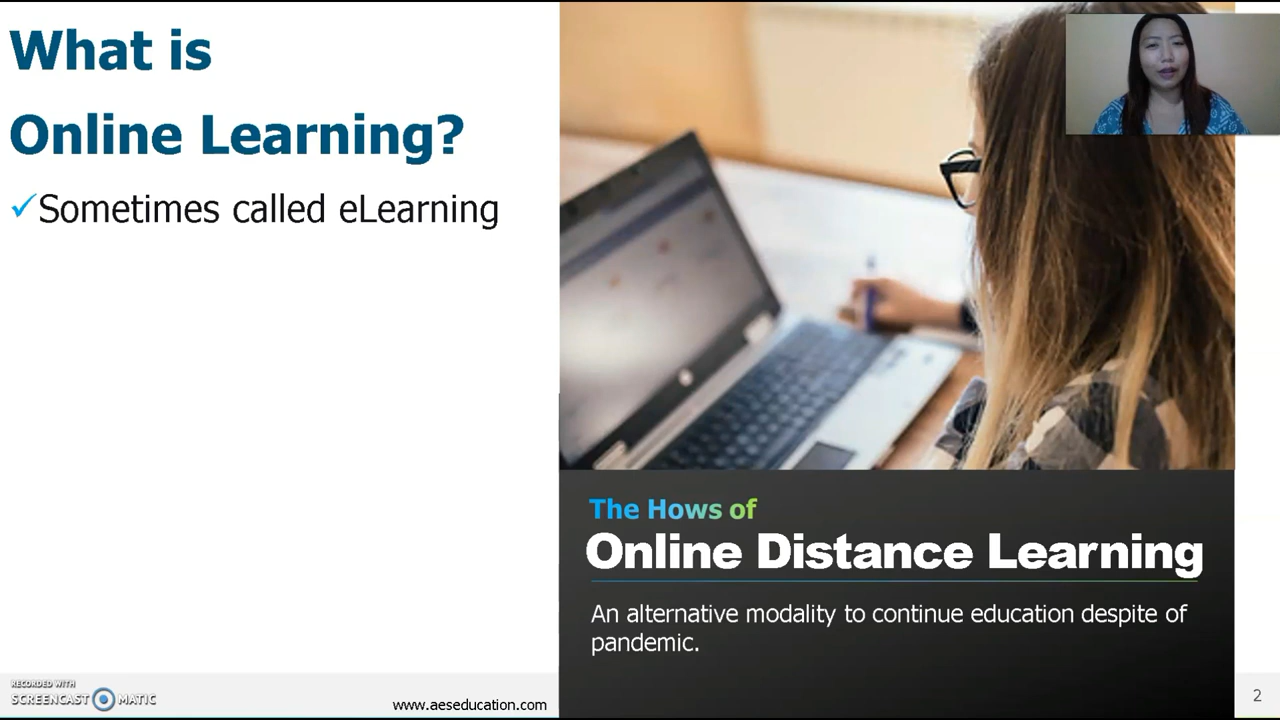 What is
Online Learning?
✓Sometimes called eLearning
The Hows of
Online Distance Learning
An alternative modality to continue education despite of
pandemic.
RECORDED WITH
SCREENCAST MATIC
www.aeseducation.com
2